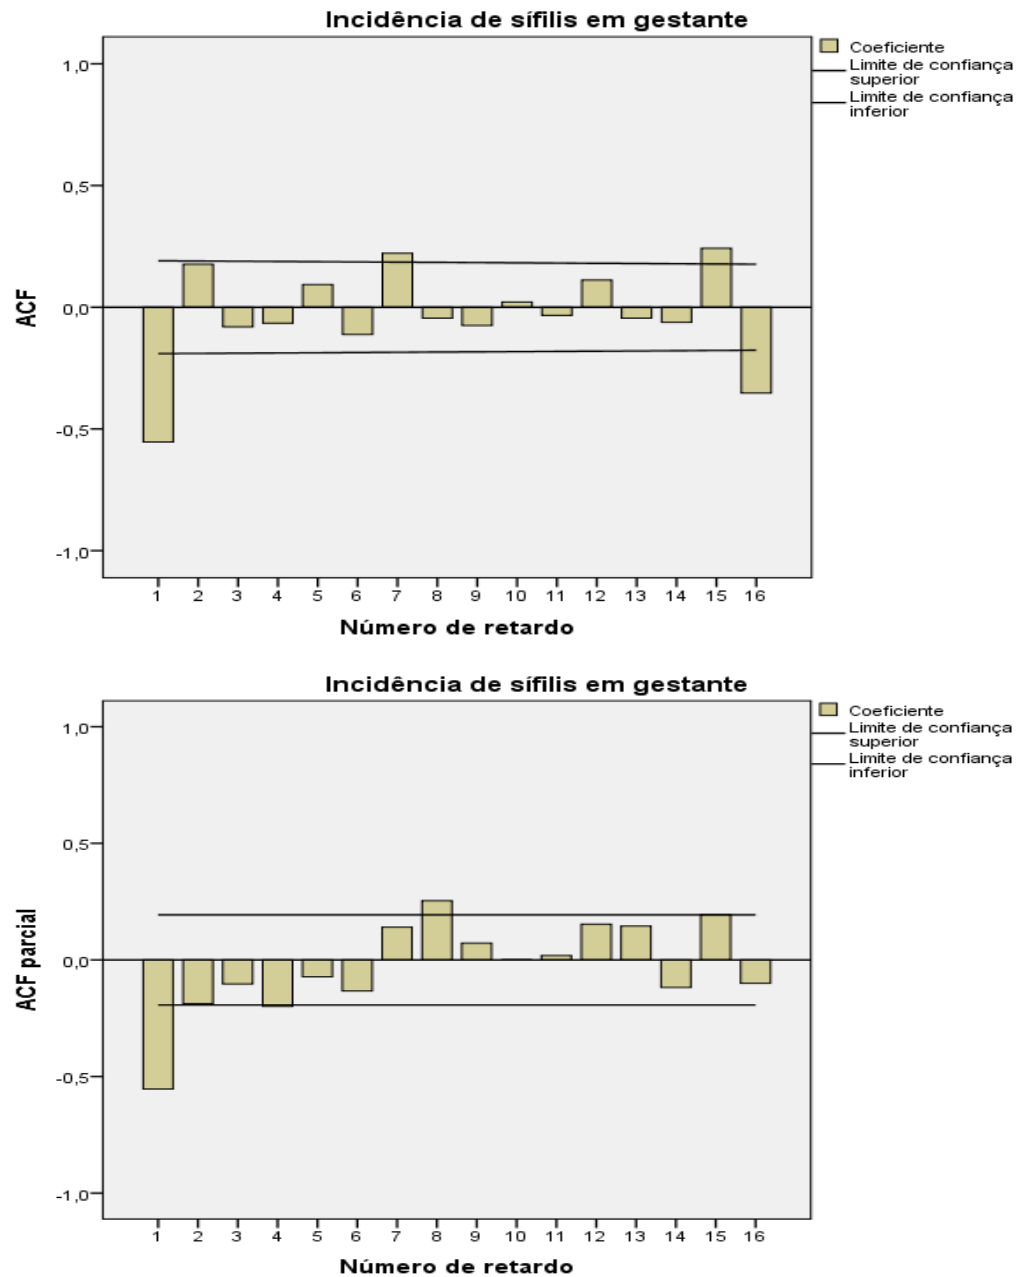 Incidência de sífilis em gestante
Coeficiente
Limite de confiança
superior
Limite de confiança
inferior
1,0
0,5
0,0
-0,5
-1,0
ACF
1 2 3 4 5 6 7 8 9 10 11 12 13 14 15 16
Número de retardo
Incidência de sífilis em gestante
Coeficiente
Limite de confiança
superior
Limite de confiança
inferior
1,0
0,5
0,0
-0,5
-1,0
ACF parcial
1 2 3 4 5 6 7 8 9 10 11 12 13 14 15 16
Número de retardo